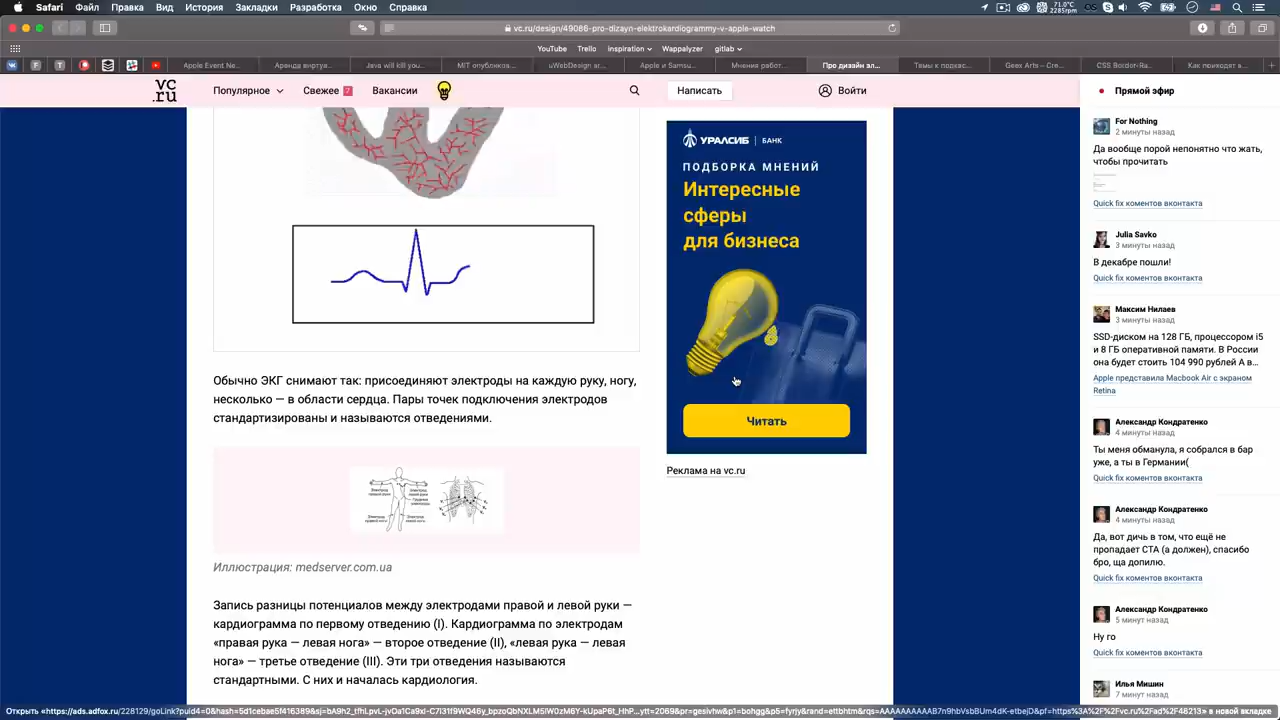 Safari Файл Правка Вид История Закладки Разработка Окно Справка
vc.ru/design/49086-pro-dizayn-elektrokardiogrammy-v-apple-watch
YouTube Trello inspiration Wappalyzer gitlab
Apple Event Ne... Аренда виртуа... Java will kill you... MIT опубликов... uWebDesign or... Apple и Samsu... Мнения работ... Про дизайн эл... Темы к подкас... Geex Arts – Cre... CSS Border-Ra... Как приходят в...
vc.ru
Популярное Свежее 7 Вакансии Написать Войти
УРАЛСИБ | БАНК
ПОДБОРКА МНЕНИЙ
Интересные
сферы
для бизнеса
Читать
Реклама на vc.ru
Обычно ЭКГ снимают так: присоединяют электроды на каждую руку, ногу,
несколько — в области сердца. Пары точек подключения электродов
стандартизированы и называются отведениями.
Иллюстрация: medserver.com.ua
Запись разницы потенциалов между электродами правой и левой руки —
кардиограмма по первому отведению (I). Кардиограмма по электродам
«правая рука — левая нога» — второе отведение (II), «левая рука — левая
нога» — третье отведение (III). Эти три отведения называются
стандартными. С них и началась кардиология.
Прямой эфир
For Nothing
2 минуты назад
Да вообще порой непонятно что жать,
чтобы прочитать
Quick fix коментов вконтакта
Julia Savko
3 минуты назад
В декабре пошли!
Quick fix коментов вконтакта
Максим Нилаев
3 минуты назад
SSD-диском на 128 ГБ, процессором i5
и 8 ГБ оперативной памяти. В России
она будет стоить 104 990 рублей А в...
Apple представила Macbook Air с экраном
Retina
Александр Кондратенко
4 минуты назад
Ты меня обманула, я собрался в бар
уже, а ты в Германии(
Quick fix коментов вконтакта
Александр Кондратенко
4 минуты назад
Да, вот дичь в том, что ещё не
пропадает CTA (а должен), спасибо
бро, ща допилю.
Quick fix коментов вконтакта
Александр Кондратенко
5 минут назад
Ну го
Quick fix коментов вконтакта
Илья Мишин
7 минут назад